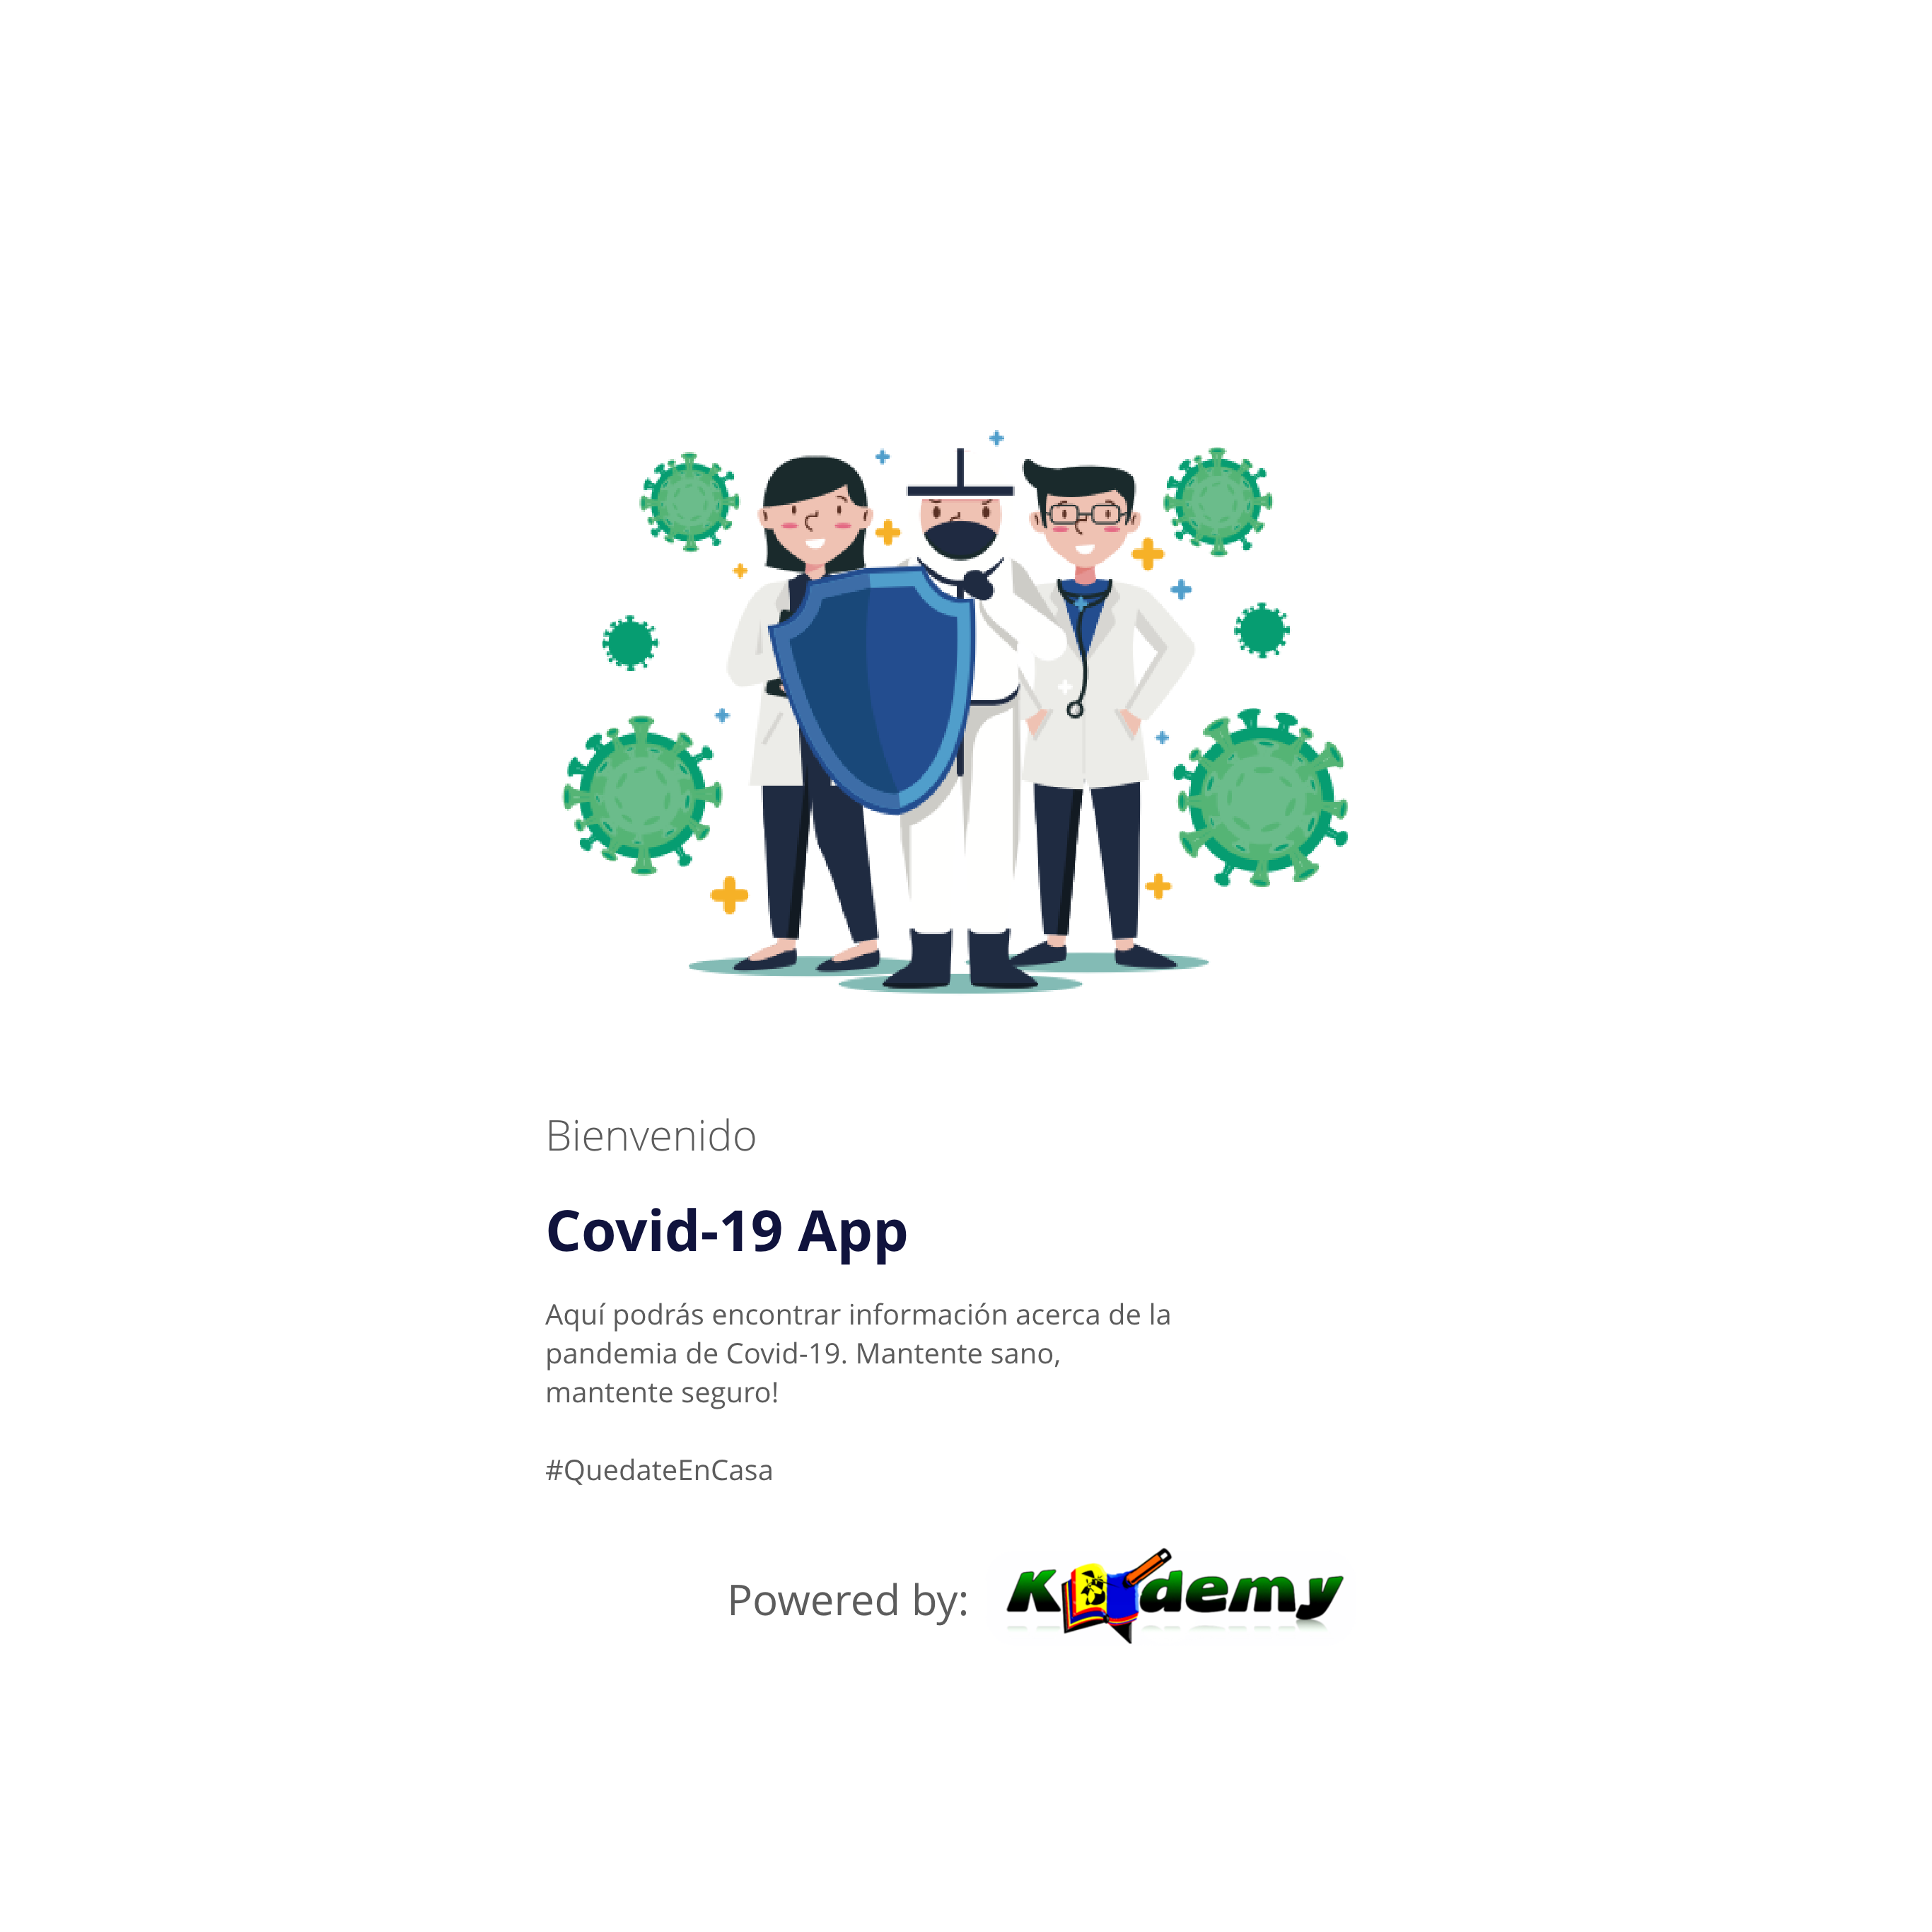 Bienvenido
Covid-19 App
Aquí podrás encontrar información acerca de la
pandemia de Covid-19. Mantente sano,
mantente seguro!
#QuedateEnCasa
Powered by: K demy